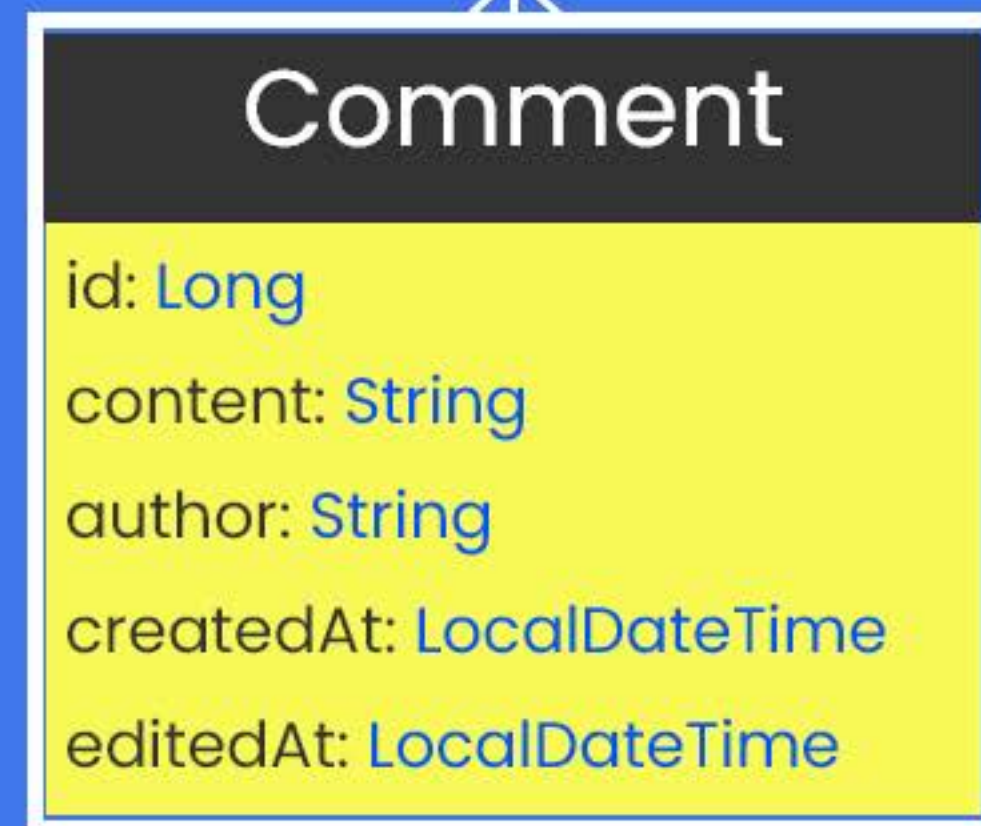 Comment
id: Long
content: String
author: String
createdAt: LocalDateTime
editedAt: LocalDateTime